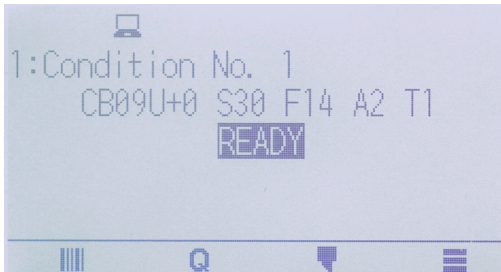 1:Condition No. 1
CB09U+0 S30 F14 A2 T1
READY
Q